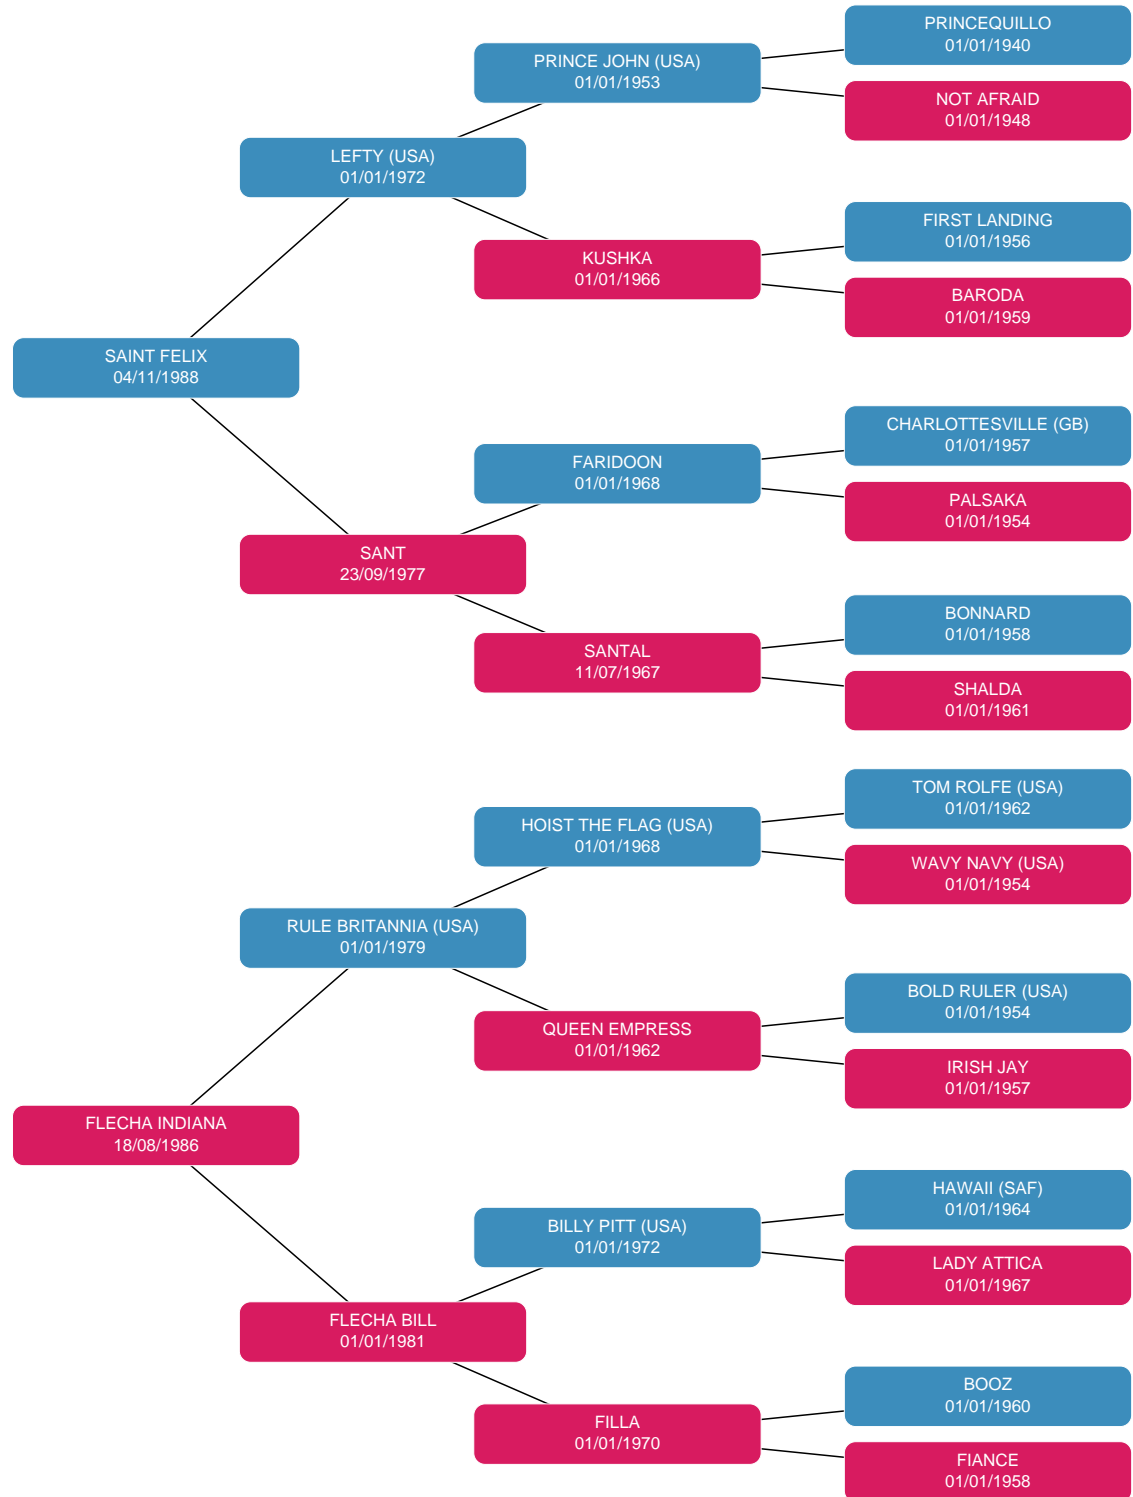 PRINCEQUILLO
01/01/1940
PRINCE JOHN (USA)
01/01/1953
NOT AFRAID
01/01/1948
LEFTY (USA)
01/01/1972
FIRST LANDING
01/01/1956
KUSHKA
01/01/1966
BARODA
01/01/1959
SAINT FELIX
04/11/1988
CHARLOTTESVILLE (GB)
01/01/1957
FARIDOON
01/01/1968
PALSAKA
01/01/1954
SANT
23/09/1977
BONNARD
01/01/1958
SANTAL
11/07/1967
SHALDA
01/01/1961
TOM ROLFE (USA)
01/01/1962
HOIST THE FLAG (USA)
01/01/1968
WAVY NAVY (USA)
01/01/1954
RULE BRITANNIA (USA)
01/01/1979
BOLD RULER (USA)
01/01/1954
QUEEN EMPRESS
01/01/1962
IRISH JAY
01/01/1957
FLECHA INDIANA
18/08/1986
HAWAII (SAF)
01/01/1964
BILLY PITT (USA)
01/01/1972
LADY ATTICA
01/01/1967
FLECHA BILL
01/01/1981
BOOZ
01/01/1960
FILLA
01/01/1970
FIANCE
01/01/1958